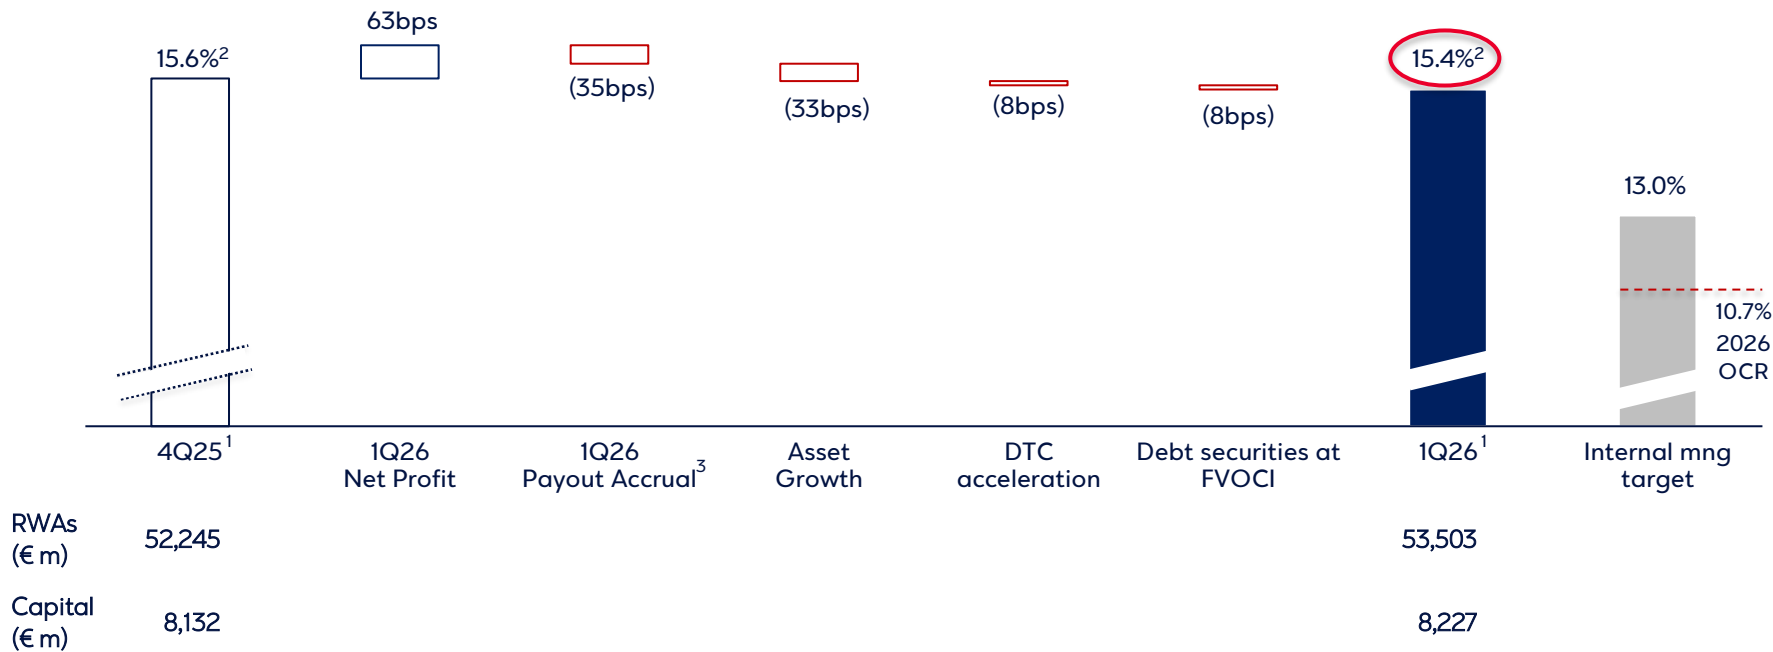 63bps
15.6%²
(35bps)
(33bps)
(8bps)
(8bps)
15.4%²
13.0%
10.7%
2026
OCR
4Q25¹
1Q26
Net Profit
1Q26
Payout Accrual³
Asset
Growth
DTC
acceleration
Debt securities at
FVOCI
1Q26¹
Internal mng
target
RWAs
(€ m)
52,245
53,503
Capital
(€ m)
8,132
8,227